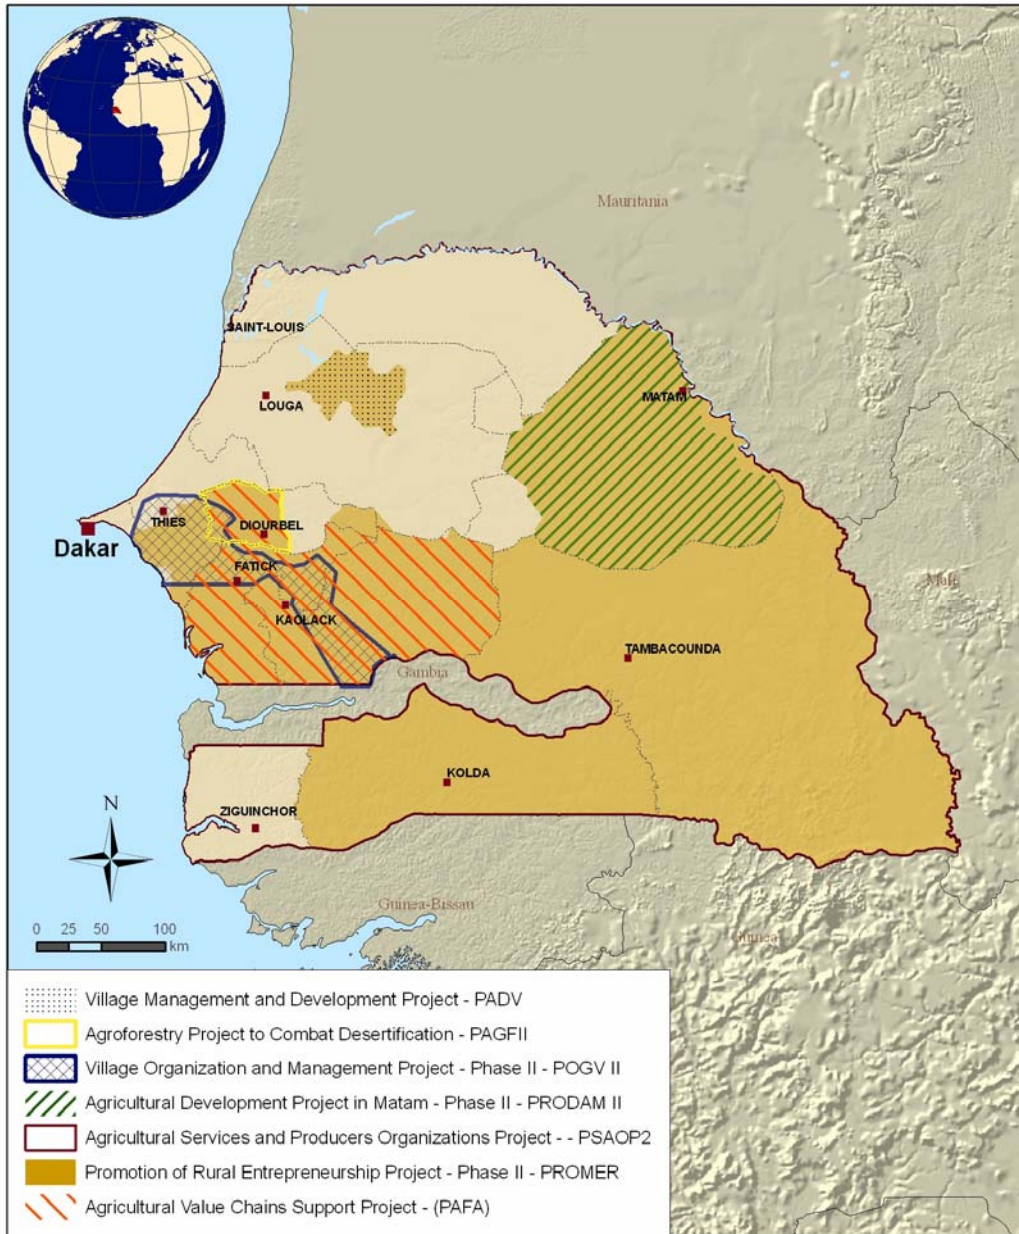 Mauritania
SAINT-LOUIS
LOUGA
MATAM
THIES
DIOURBEL
Dakar
FATICK
Mali
KAOLACK
TAMBACOUNDA
Gambia
KOLDA
ZIGUINCHOR
N
Guinea-Bissau
Guinea
0 25 50 100
km
Village Management and Development Project - PADV
Agroforestry Project to Combat Desertification - PAGFII
Village Organization and Management Project - Phase II - POGV II
Agricultural Development Project in Matam - Phase II - PRODAM II
Agricultural Services and Producers Organizations Project - - PSAOP2
Promotion of Rural Entrepreneurship Project - Phase II - PROMER
Agricultural Value Chains Support Project - (PAFA)